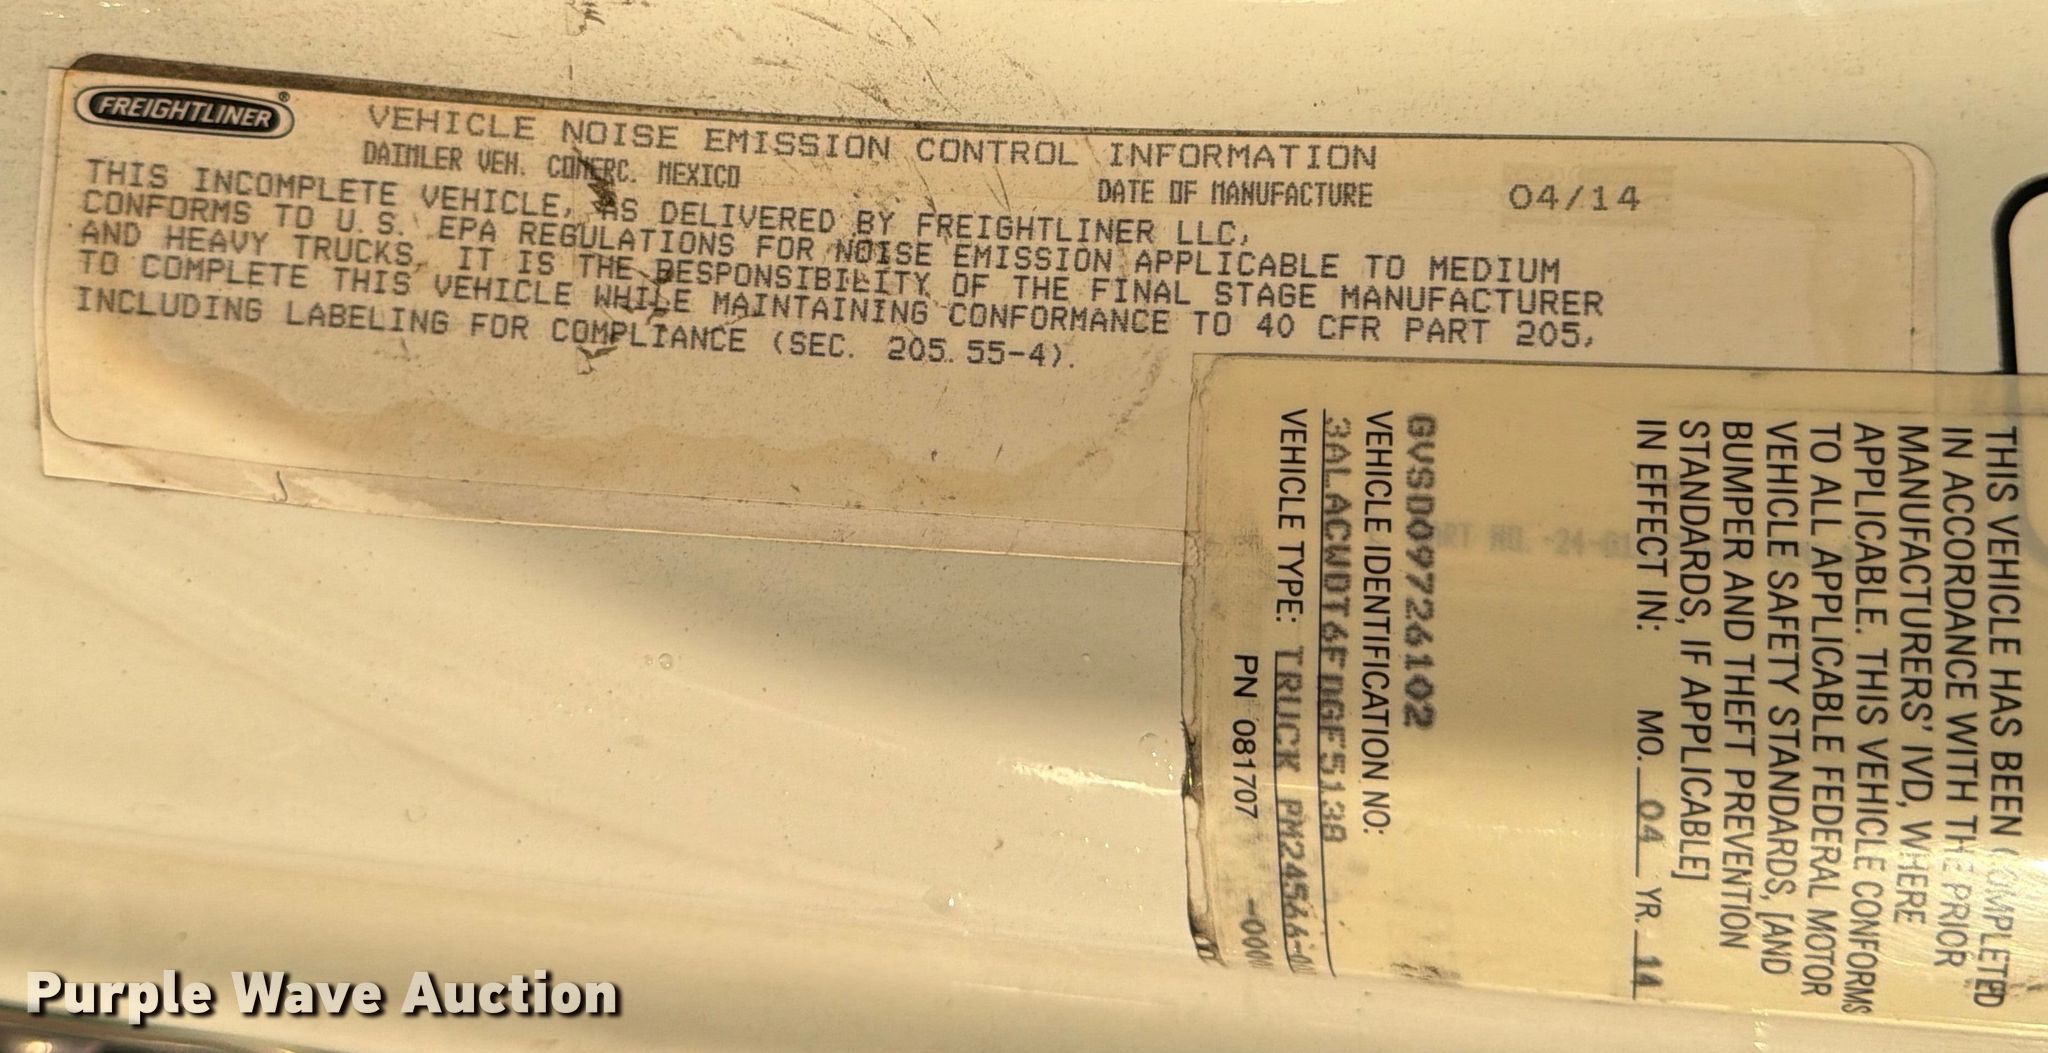 FREIGHTLINER®
VEHICLE NOISE EMISSION CONTROL INFORMATION
DAIMLER VEH. COMERC. MEXICO
DATE OF MANUFACTURE 04/14
THIS INCOMPLETE VEHICLE, AS DELIVERED BY FREIGHTLINER LLC,
CONFORMS TO U.S. EPA REGULATIONS FOR NOISE EMISSION APPLICABLE TO MEDIUM
AND HEAVY TRUCKS. IT IS THE RESPONSIBILITY OF THE FINAL STAGE MANUFACTURER
TO COMPLETE THIS VEHICLE WHILE MAINTAINING CONFORMANCE TO 40 CFR PART 205,
INCLUDING LABELING FOR COMPLIANCE (SEC. 205.55-4).
THIS VEHICLE HAS BEEN COMPLETED
IN ACCORDANCE WITH THE PRIOR
MANUFACTURERS' IVD, WHERE
APPLICABLE. THIS VEHICLE CONFORMS
TO ALL APPLICABLE FEDERAL MOTOR
VEHICLE SAFETY STANDARDS, [AND
BUMPER AND THEFT PREVENTION
STANDARDS, IF APPLICABLE]
IN EFFECT IN: MO. 04 YR. 14
GVSD09726102
VEHICLE IDENTIFICATION NO:
3ALACWDT6FDGF5138
VEHICLE TYPE: TRUCK PM24566-0
PN 081707 -000
Purple Wave Auction